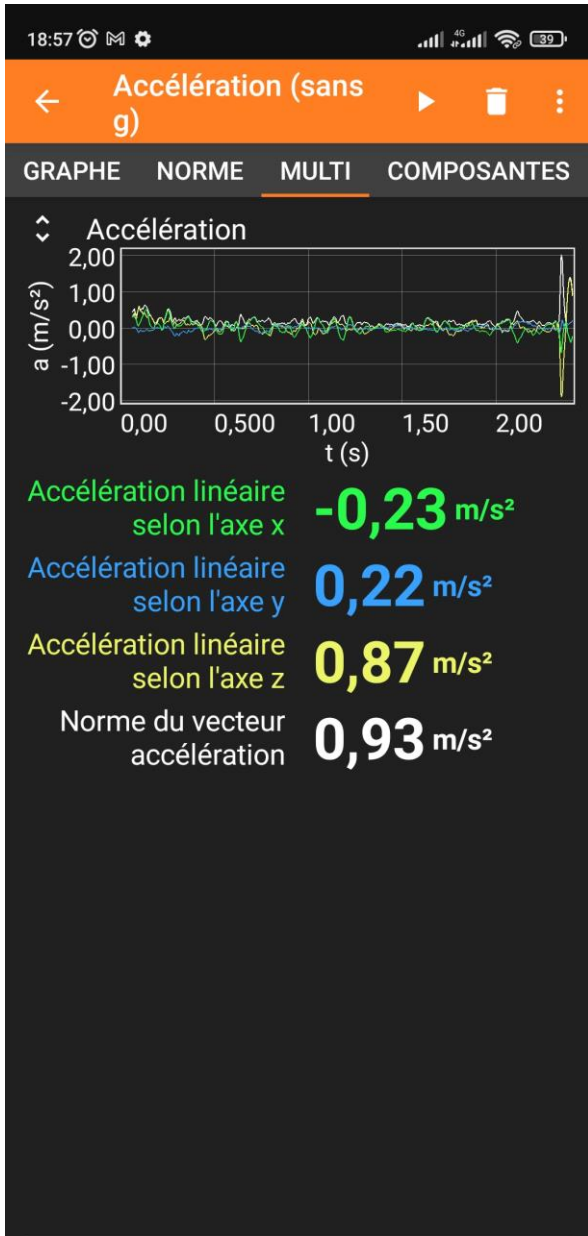 18:57
4G
39
Accélération (sans
g)
GRAPHE NORME MULTI COMPOSANTES
Accélération
2,00
1,00
0,00
-1,00
-2,00
a (m/s²)
0,00 0,500 1,00 1,50 2,00
t (s)
Accélération linéaire
selon l'axe x
-0,23 m/s²
Accélération linéaire
selon l'axe y
0,22 m/s²
Accélération linéaire
selon l'axe z
0,87 m/s²
Norme du vecteur
accélération
0,93 m/s²